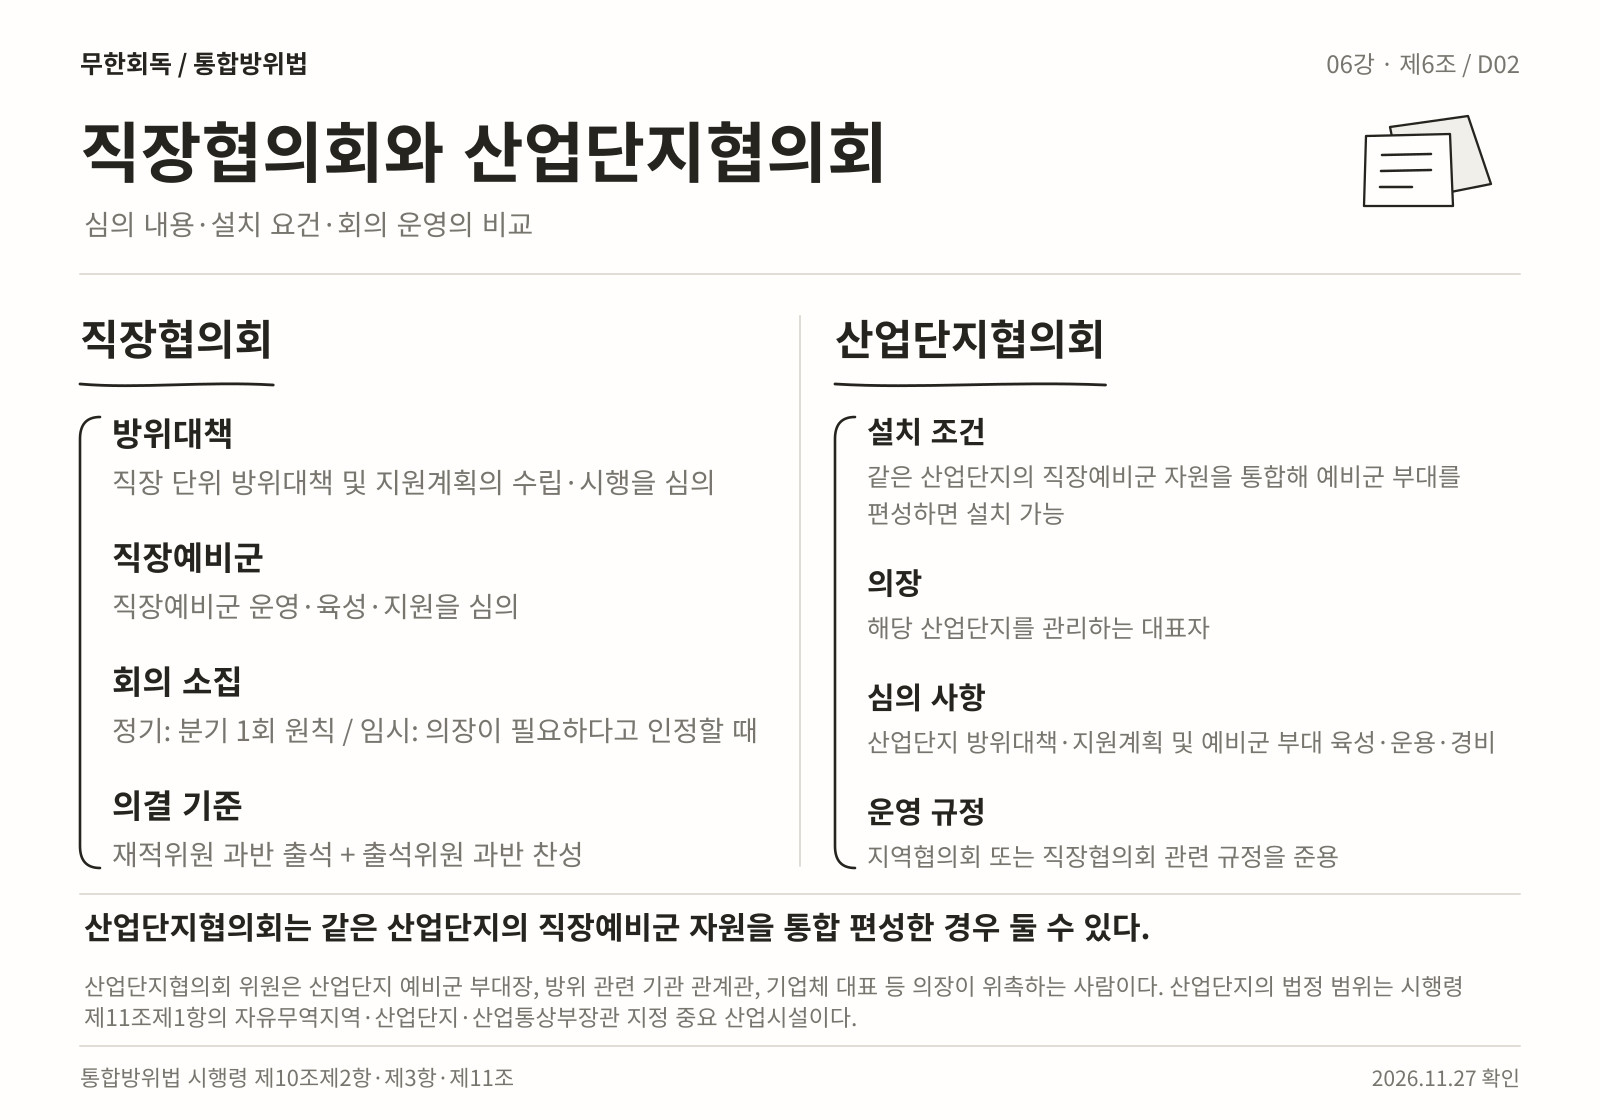 무한회독 / 통합방위법
06강 · 제6조 / D02
직장협의회와 산업단지협의회
심의 내용·설치 요건·회의 운영의 비교
직장협의회
방위대책
직장 단위 방위대책 및 지원계획의 수립·시행을 심의
직장예비군
직장예비군 운영·육성·지원을 심의
회의 소집
정기: 분기 1회 원칙 / 임시: 의장이 필요하다고 인정할 때
의결 기준
재적위원 과반 출석 + 출석위원 과반 찬성
산업단지협의회
설치 조건
같은 산업단지의 직장예비군 자원을 통합해 예비군 부대를
편성하면 설치 가능
의장
해당 산업단지를 관리하는 대표자
심의 사항
산업단지 방위대책·지원계획 및 예비군 부대 육성·운용·경비
운영 규정
지역협의회 또는 직장협의회 관련 규정을 준용
산업단지협의회는 같은 산업단지의 직장예비군 자원을 통합 편성한 경우 둘 수 있다.
산업단지협의회 위원은 산업단지 예비군 부대장, 방위 관련 기관 관계관, 기업체 대표 등 의장이 위촉하는 사람이다. 산업단지의 법정 범위는 시행령
제11조제1항의 자유무역지역·산업단지·산업통상부장관 지정 중요 산업시설이다.
통합방위법 시행령 제10조제2항·제3항·제11조
2026.11.27 확인